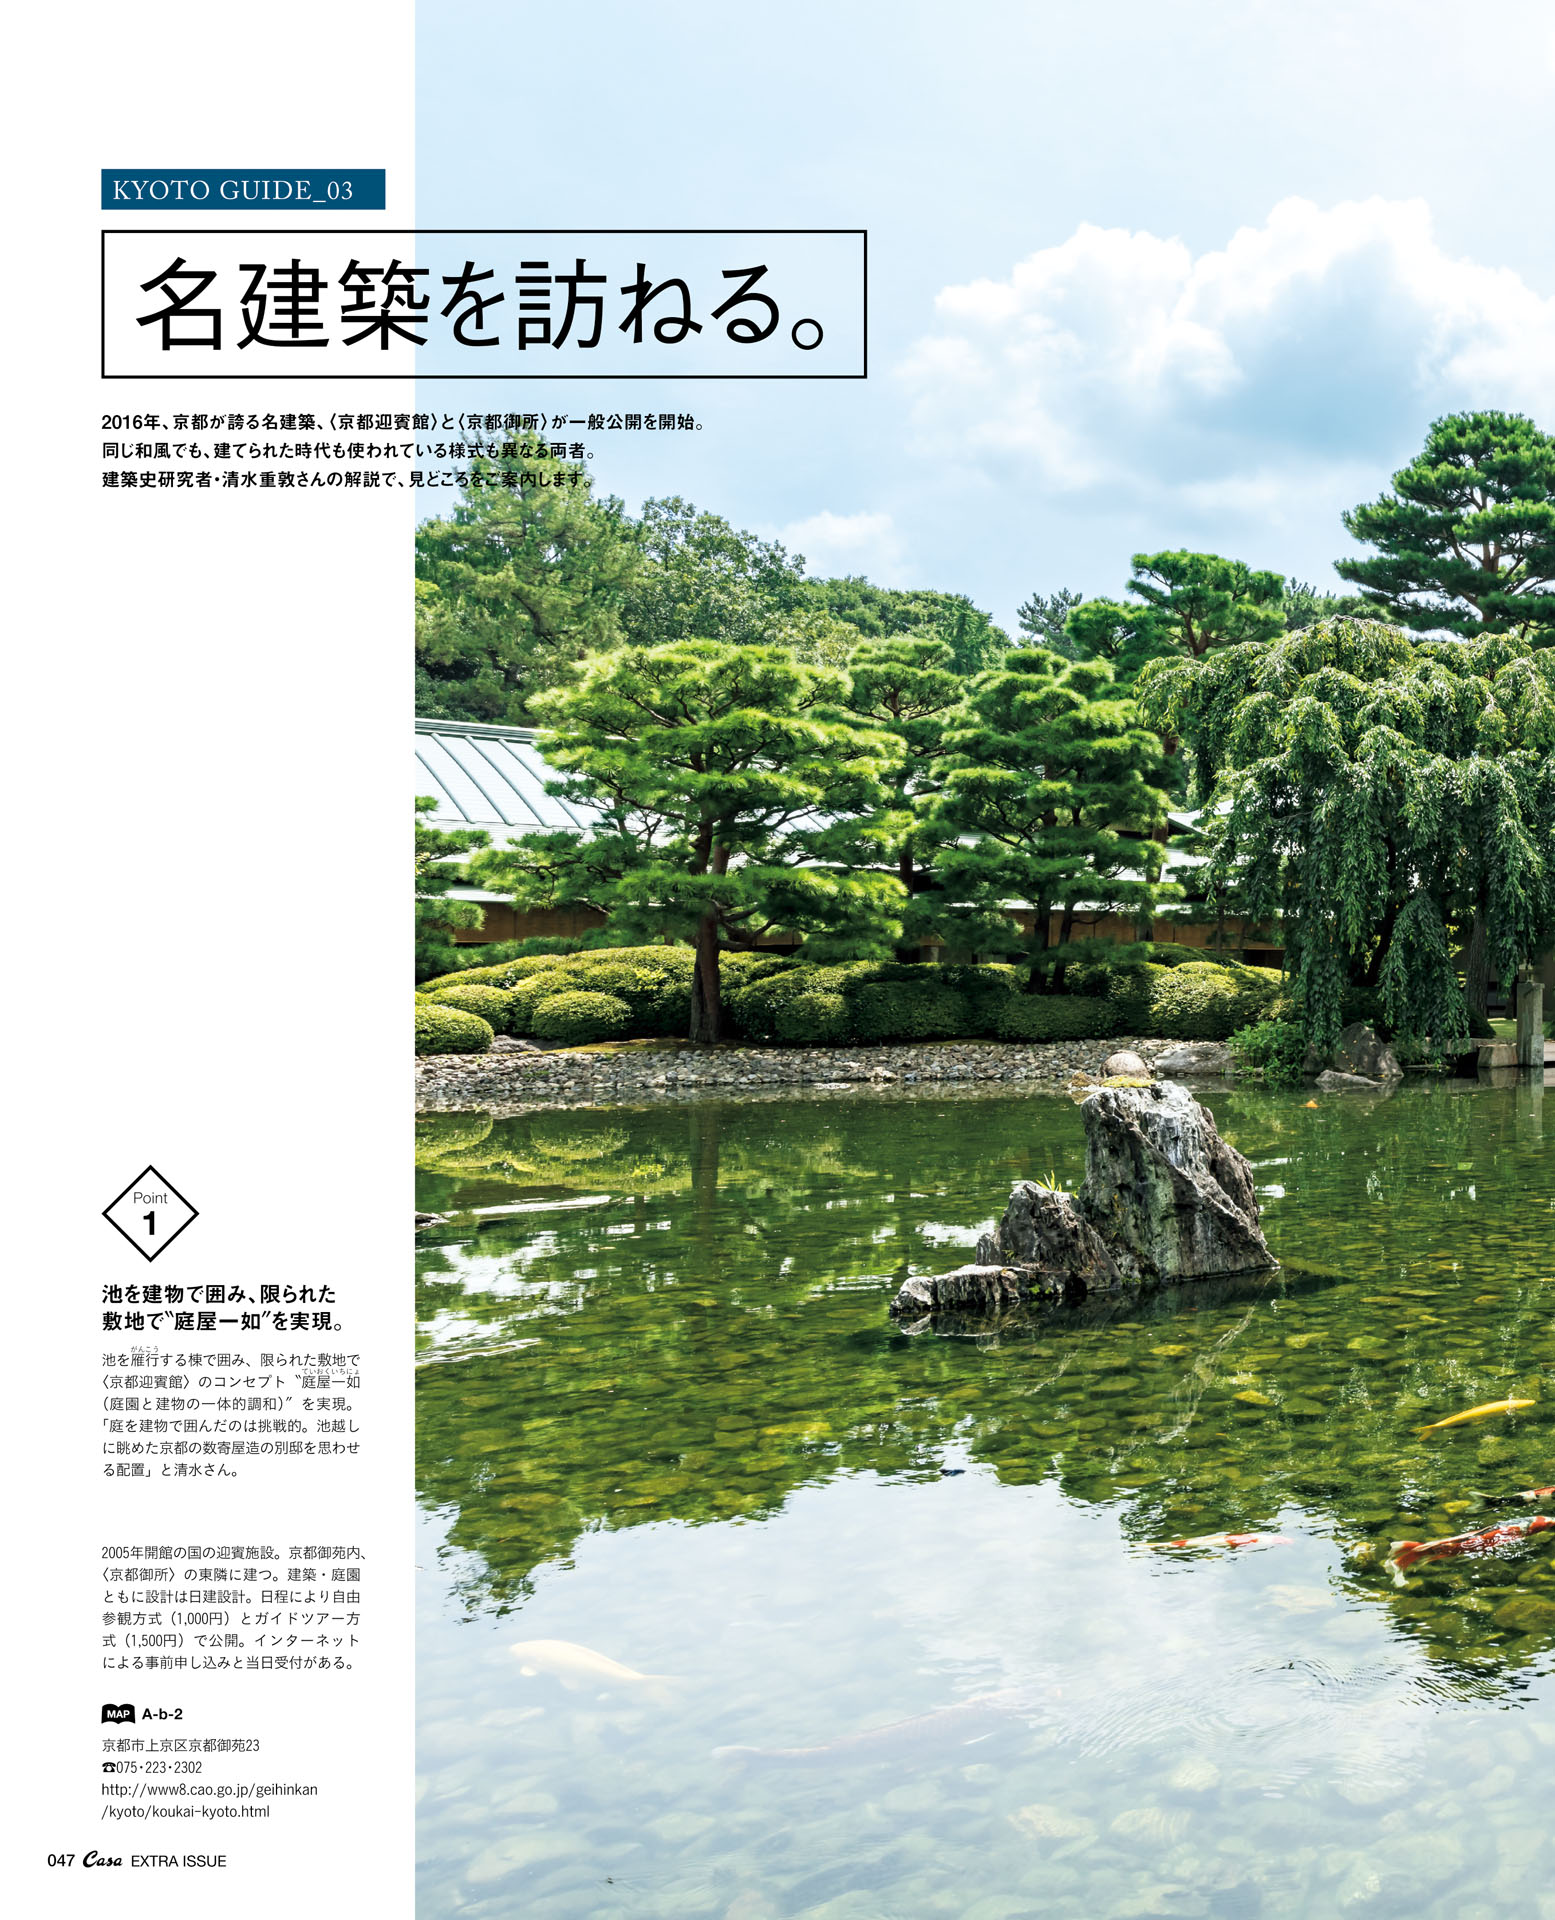 KYOTO GUIDE_03
名建築を訪ねる。
2016年、京都が誇る名建築、〈京都迎賓館〉と〈京都御所〉が一般公開を開始。
同じ和風でも、建てられた時代も使われている様式も異なる両者。
建築史研究者・清水重敦さんの解説で、見どころをご案内します。
Point
1
池を建物で囲み、限られた
敷地で〝庭屋一如〟を実現。
がんこう
池を雁行する棟で囲み、限られた敷地で
ていおくいちにょ
〈京都迎賓館〉のコンセプト〝庭屋一如
（庭園と建物の一体的調和）〟を実現。
「庭を建物で囲んだのは挑戦的。池越し
に眺めた京都の数寄屋造の別邸を思わせ
る配置」と清水さん。
2005年開館の国の迎賓施設。京都御苑内、
〈京都御所〉の東隣に建つ。建築・庭園
ともに設計は日建設計。日程により自由
参観方式（1,000円）とガイドツアー方
式（1,500円）で公開。インターネット
による事前申し込みと当日受付がある。
MAP A-b-2
京都市上京区京都御苑23
☎075・223・2302
http://www8.cao.go.jp/geihinkan
/kyoto/koukai-kyoto.html
047 Casa EXTRA ISSUE